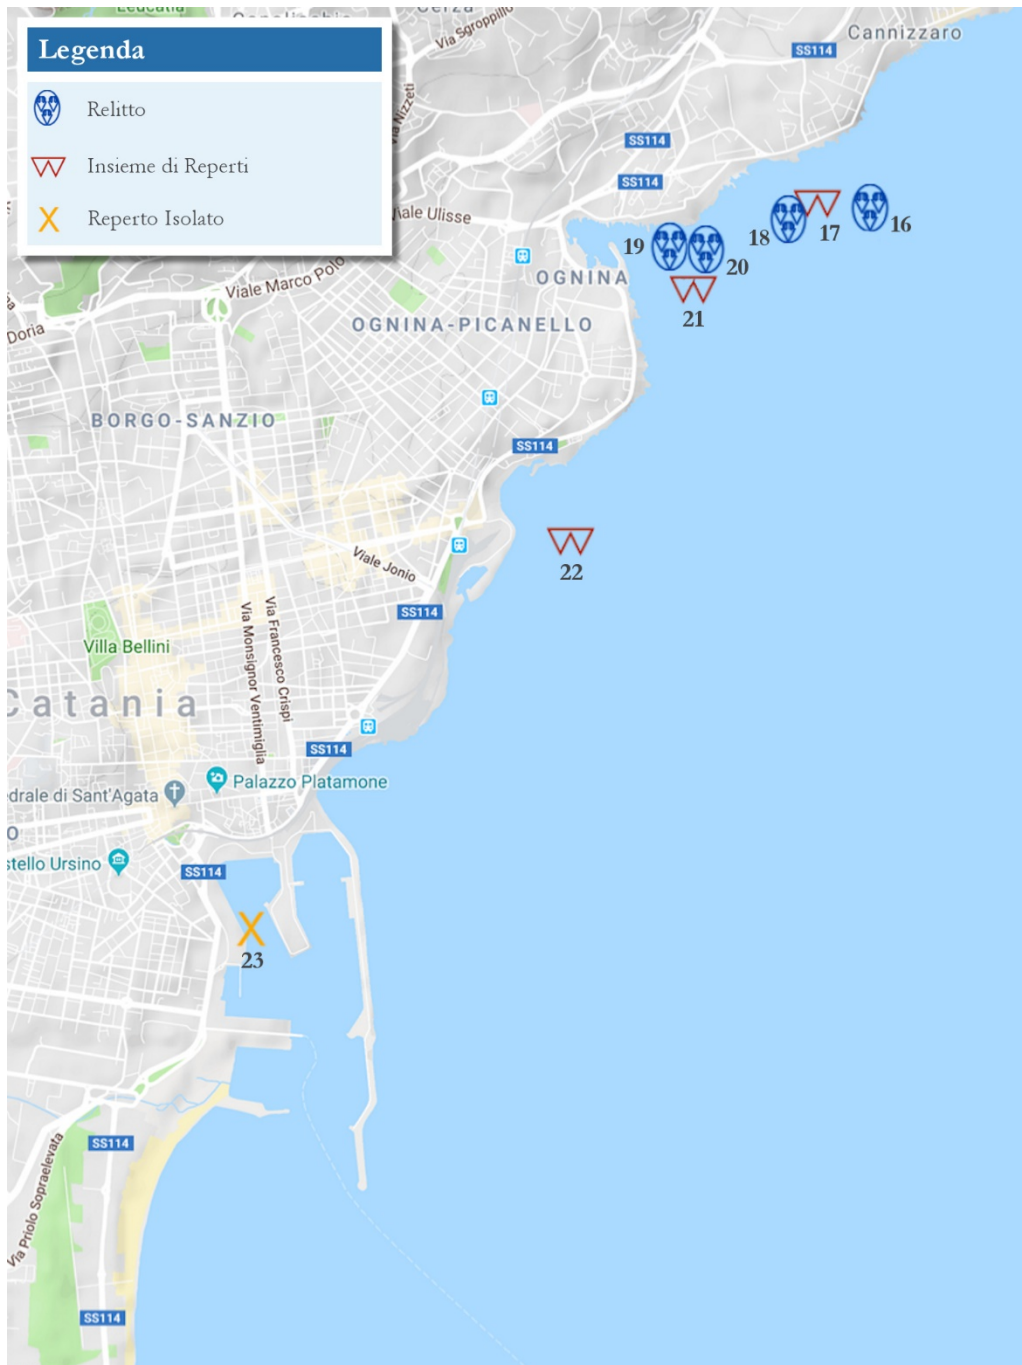 Cannizzaro
Via Sgroppillo
SS114
Legenda
Relitto
Insieme di Reperti
Reperto Isolato
Via Nizzeti
SS114
SS114
Viale Ulisse
16
17
18
19
20
21
OGNINA
Viale Marco Polo
Doria
OGNINA-PICANELLO
BORGO-SANZIO
SS114
22
Viale Jonio
SS114
Via Francesco Crispi
Via Monsignor Ventimiglia
Villa Bellini
Catania
SS114
Palazzo Platamone
edrale di Sant'Agata
o
stello Ursino
SS114
23
SS114
Via Priolo Sopraelevata
SS114